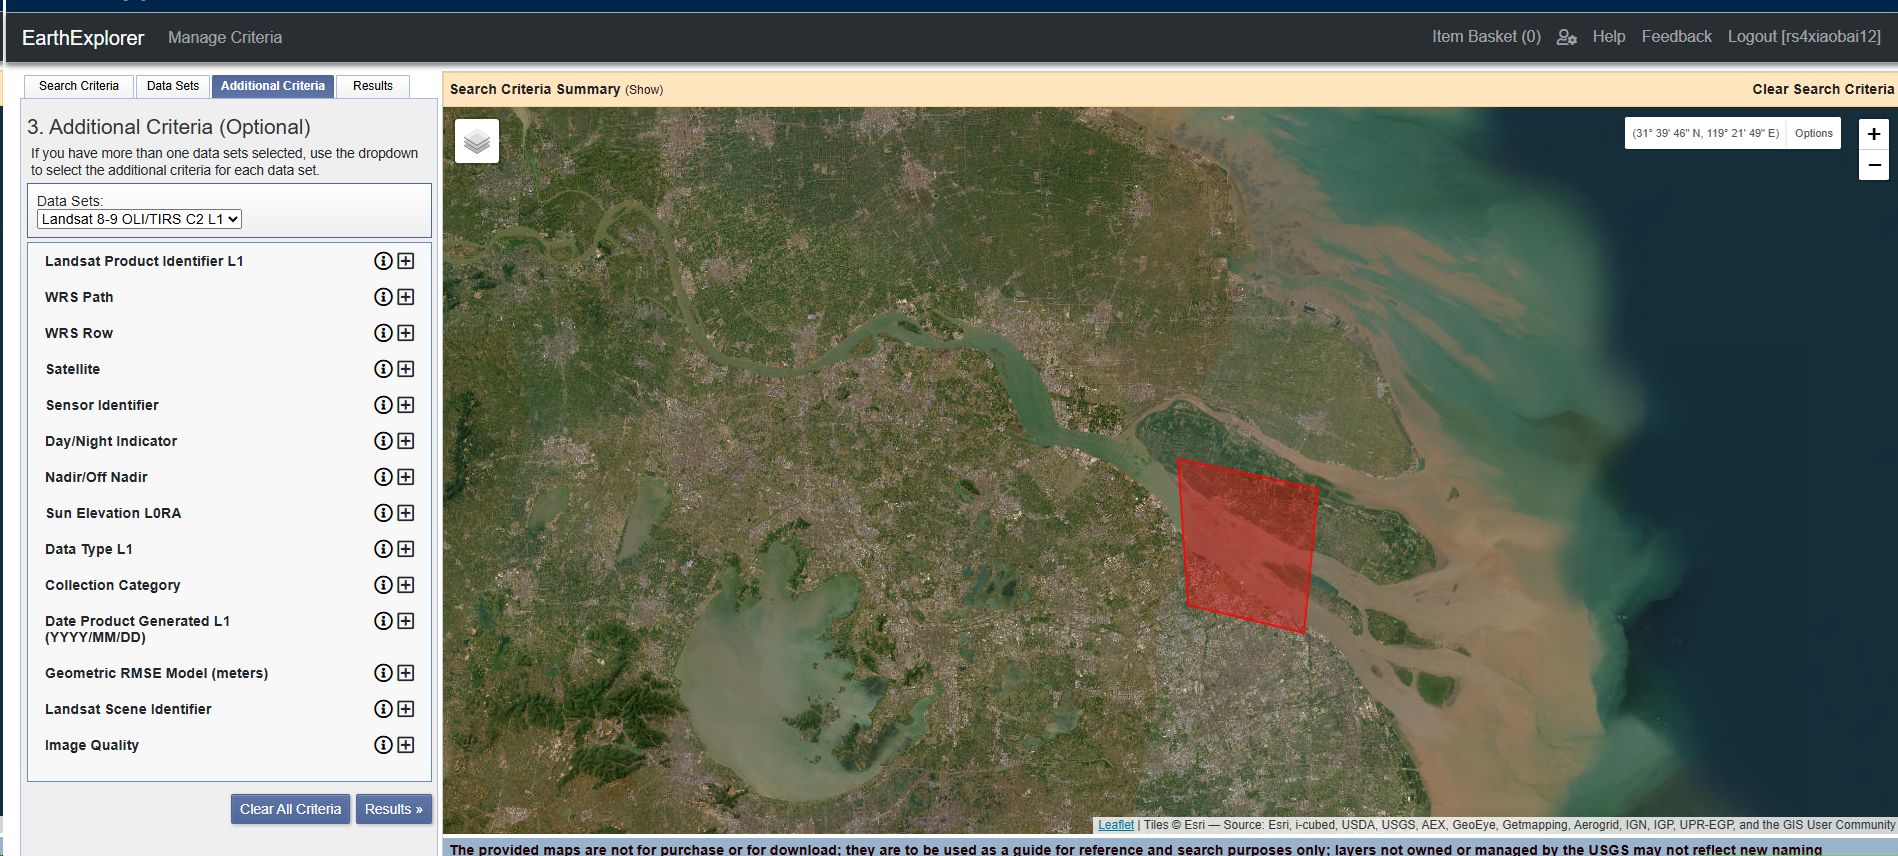 EarthExplorer
Manage Criteria
Item Basket (0)
Help
Feedback
Logout [rs4xiaobai12]
Search Criteria
Data Sets
Additional Criteria
Results
3. Additional Criteria (Optional)
If you have more than one data sets selected, use the dropdown
to select the additional criteria for each data set.
Data Sets:
Landsat 8-9 OLI/TIRS C2 L1
Landsat Product Identifier L1
WRS Path
WRS Row
Satellite
Sensor Identifier
Day/Night Indicator
Nadir/Off Nadir
Sun Elevation L0RA
Data Type L1
Collection Category
Date Product Generated L1
(YYYY/MM/DD)
Geometric RMSE Model (meters)
Landsat Scene Identifier
Image Quality
Clear All Criteria
Results »
Search Criteria Summary (Show)
Clear Search Criteria
(31° 39' 46" N, 119° 21' 49" E)
Options
+
−
Leaflet | Tiles © Esri — Source: Esri, i-cubed, USDA, USGS, AEX, GeoEye, Getmapping, Aerogrid, IGN, IGP, UPR-EGP, and the GIS User Community
The provided maps are not for purchase or for download; they are to be used as a guide for reference and search purposes only; layers not owned or managed by the USGS may not reflect new naming